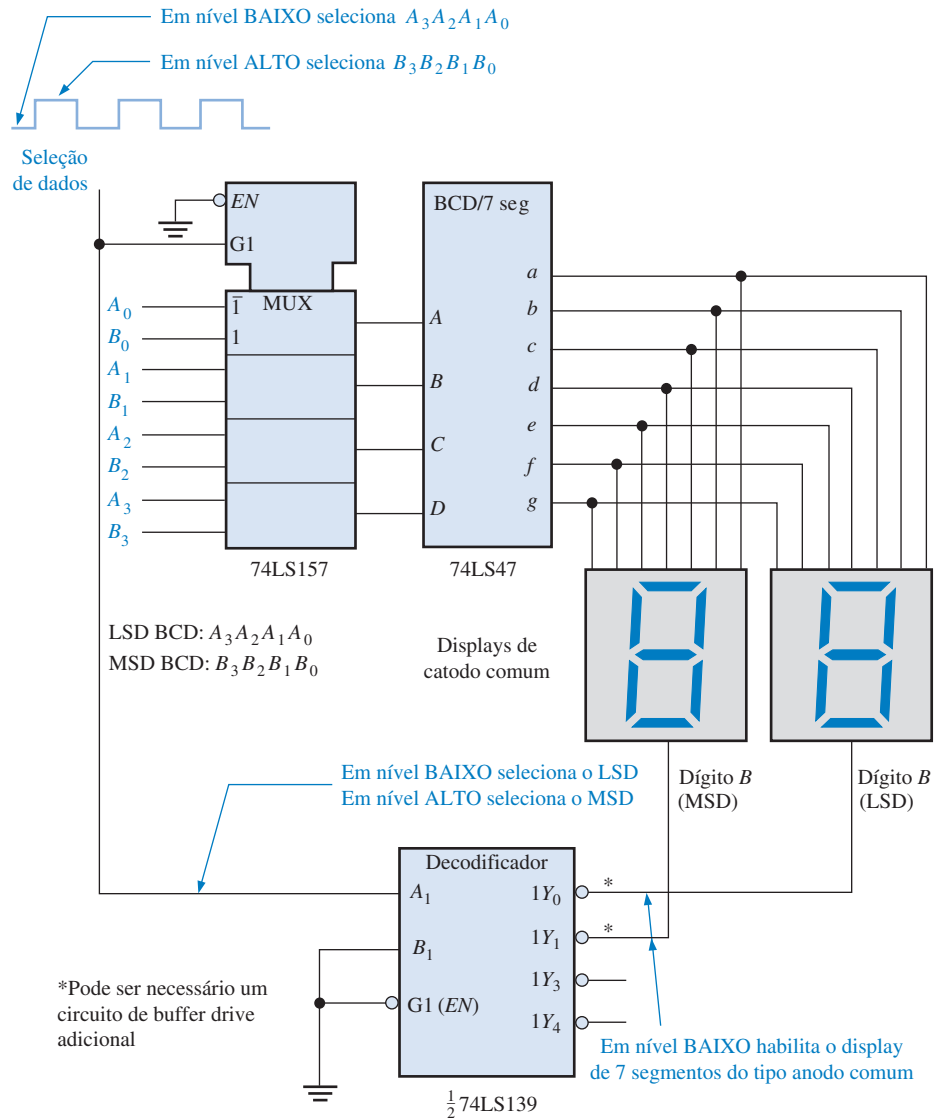 Em nível BAIXO seleciona A₃A₂A₁A₀
Em nível ALTO seleciona B₃B₂B₁B₀
Seleção
de dados
EN
G1
MUX
A₀
1̅
B₀
1
A₁
B₁
A₂
B₂
A₃
B₃
74LS157
BCD/7 seg
A
B
C
D
a
b
c
d
e
f
g
74LS47
LSD BCD: A₃A₂A₁A₀
MSD BCD: B₃B₂B₁B₀
Displays de
catodo comum
Em nível BAIXO seleciona o LSD
Em nível ALTO seleciona o MSD
Dígito B
(MSD)
Dígito B
(LSD)
Decodificador
A₁
B₁
G1 (EN)
1Y₀
*
1Y₁
*
1Y₃
1Y₄
*Pode ser necessário um
circuito de buffer drive
adicional
Em nível BAIXO habilita o display
de 7 segmentos do tipo anodo comum
½ 74LS139